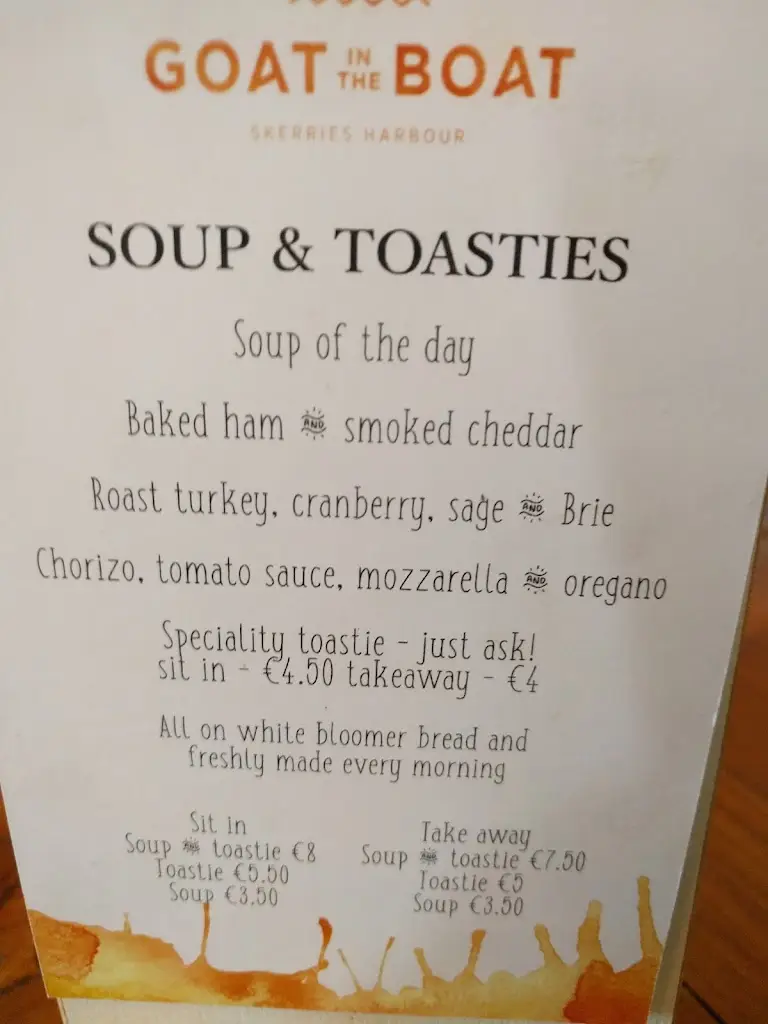 GOAT IN THE BOAT
SKERRIES HARBOUR
SOUP & TOASTIES
Soup of the day
Baked ham AND smoked cheddar
Roast turkey, cranberry, sage AND Brie
Chorizo, tomato sauce, mozzarella AND oregano
Speciality toastie - just ask!
sit in - €4.50 takeaway - €4
All on white bloomer bread and
freshly made every morning
Sit in
Soup AND toastie €8
Toastie €5.50
Soup €3.50
Take away
Soup AND toastie €7.50
Toastie €5
Soup €3.50